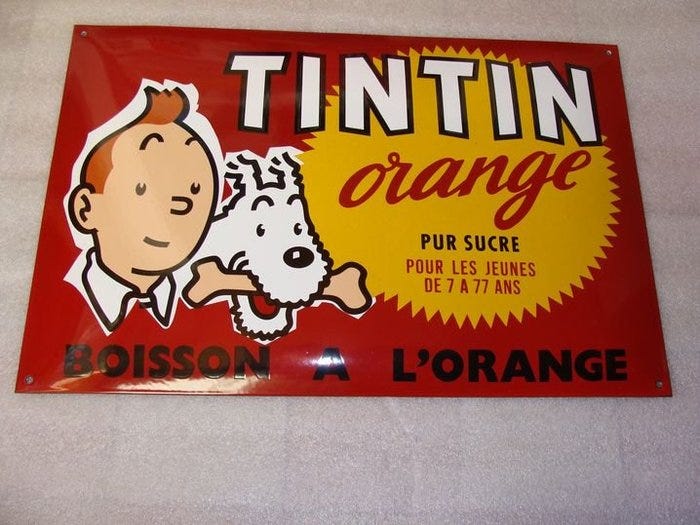 TINTIN
orange
PUR SUCRE
POUR LES JEUNES
DE 7 A 77 ANS
BOISSON A L'ORANGE